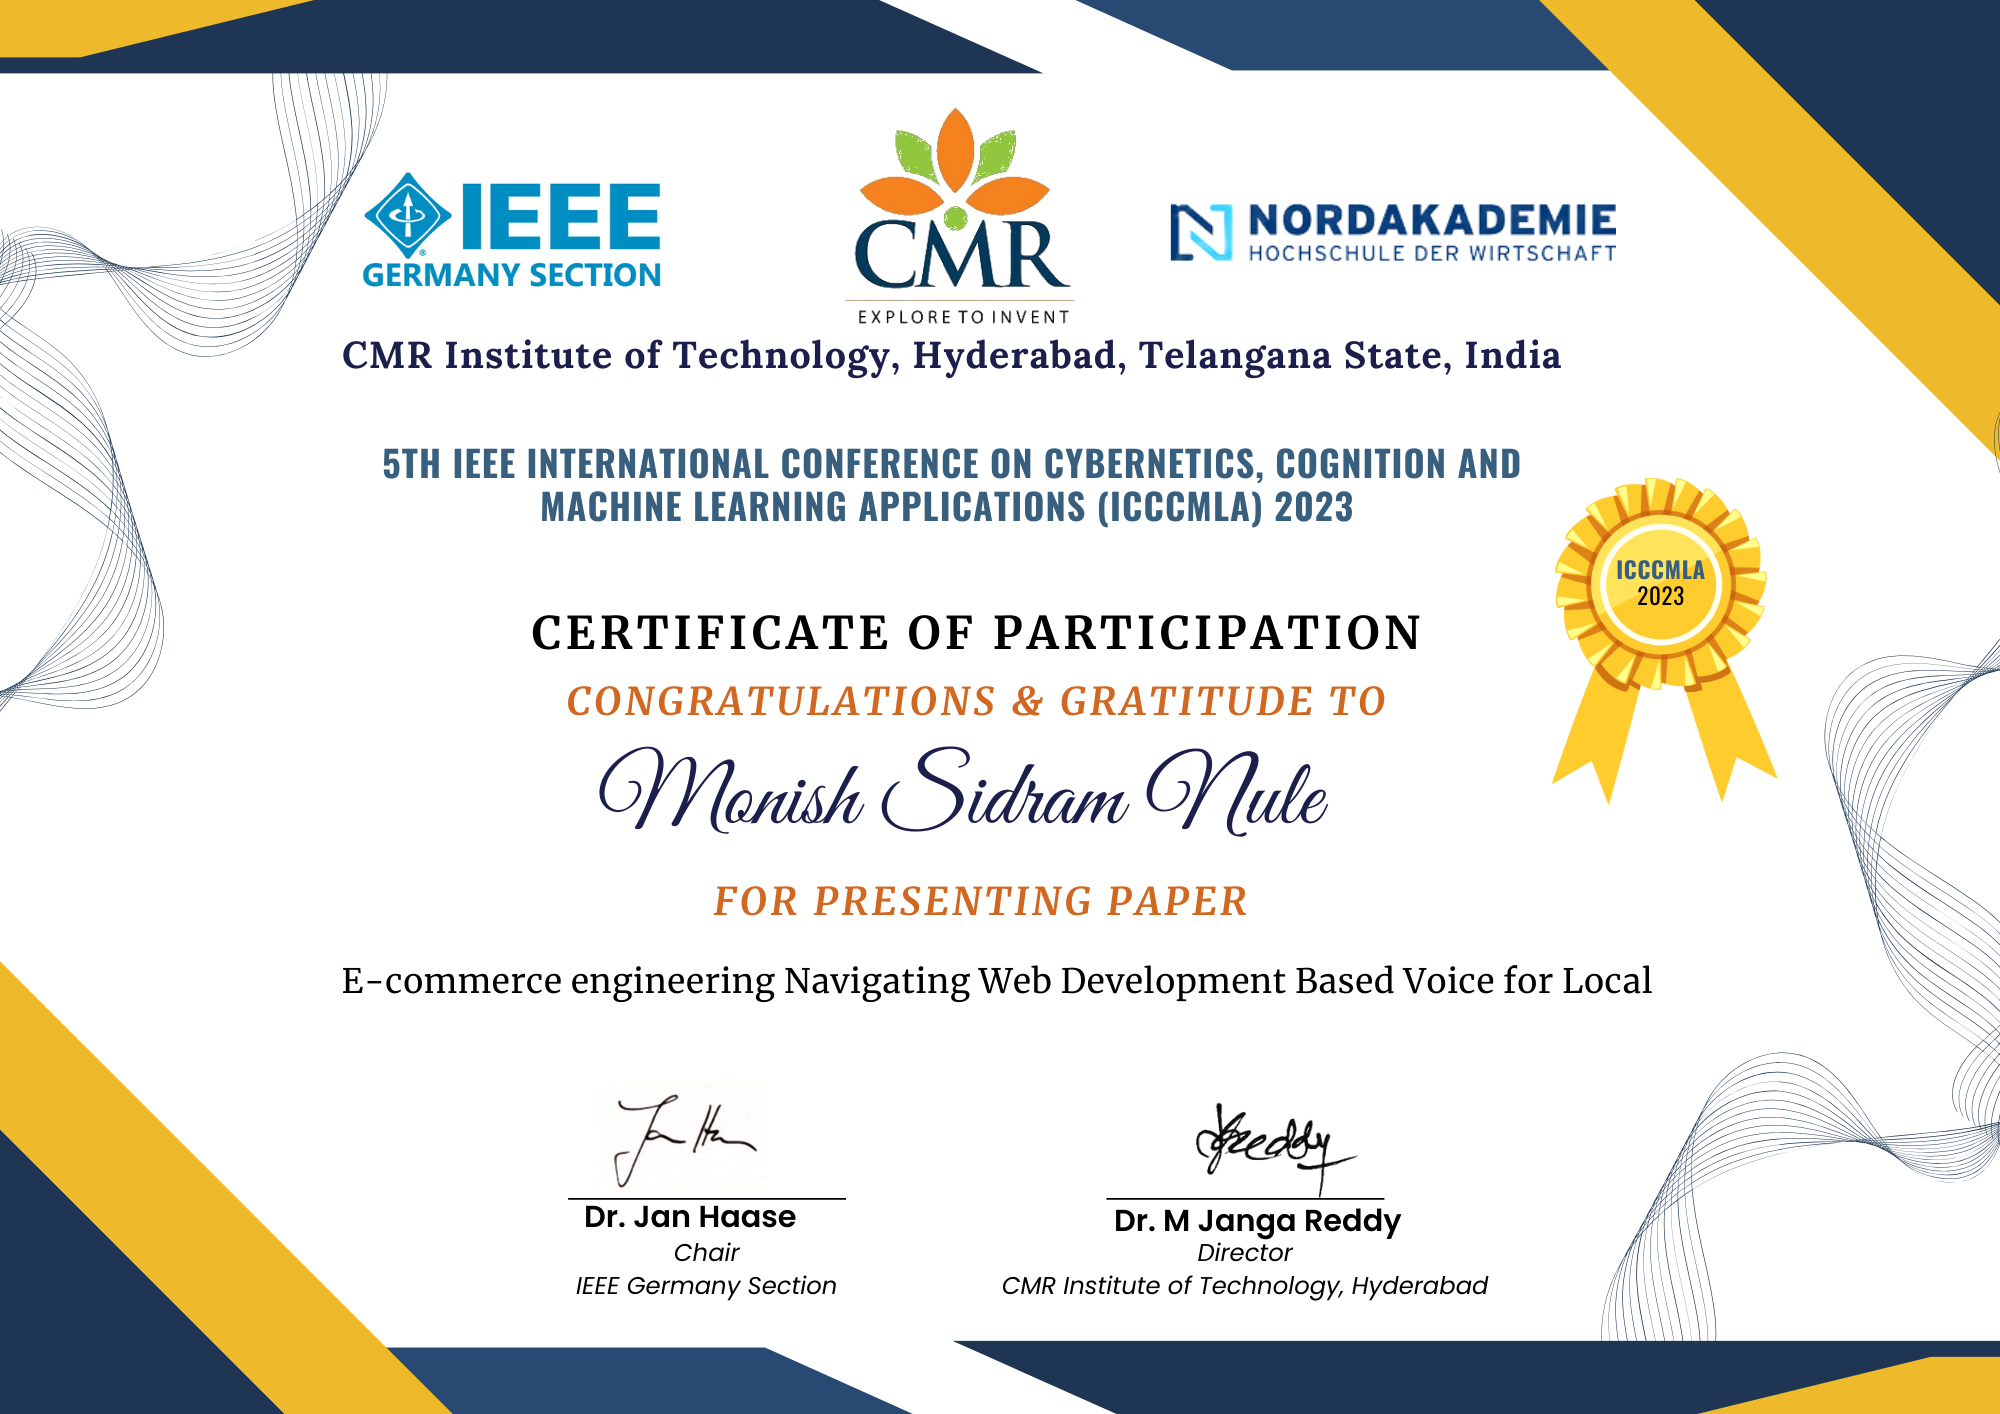 IEEE
GERMANY SECTION
CMR
EXPLORE TO INVENT
NORDAKADEMIE
HOCHSCHULE DER WIRTSCHAFT
CMR Institute of Technology, Hyderabad, Telangana State, India
5TH IEEE INTERNATIONAL CONFERENCE ON CYBERNETICS, COGNITION AND
MACHINE LEARNING APPLICATIONS (ICCCMLA) 2023
ICCCMLA
2023
CERTIFICATE OF PARTICIPATION
CONGRATULATIONS & GRATITUDE TO
Monish Sidram Nule
FOR PRESENTING PAPER
E-commerce engineering Navigating Web Development Based Voice for Local
Dr. Jan Haase
Chair
IEEE Germany Section
Dr. M Janga Reddy
Director
CMR Institute of Technology, Hyderabad